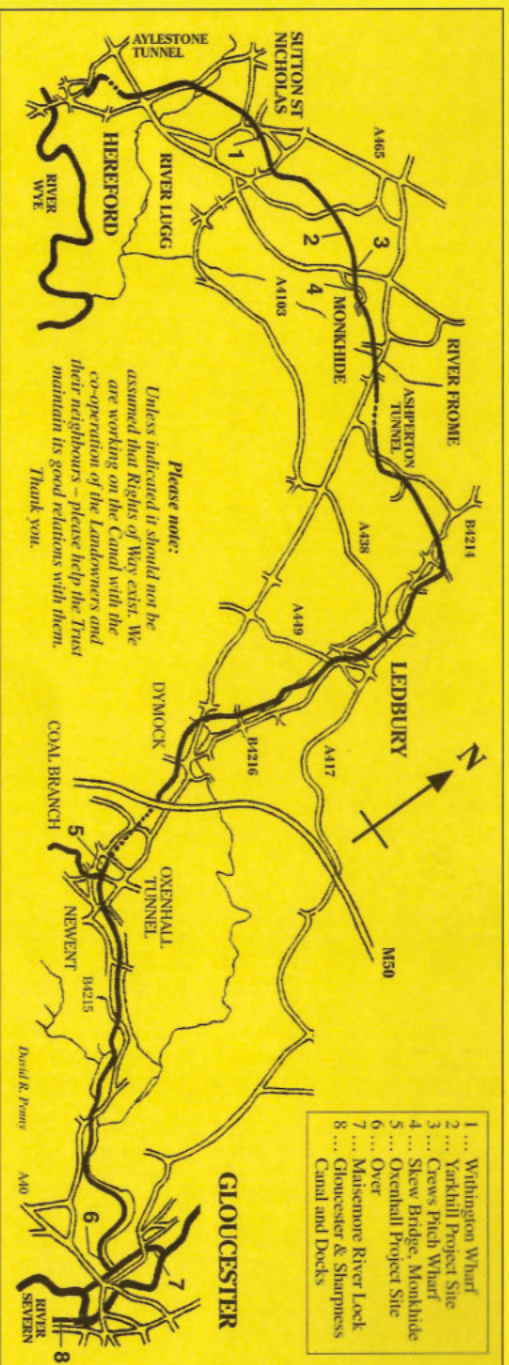 AYLESTONE
TUNNEL
SUTTON ST
NICHOLAS
A465
1
2
3
4
HEREFORD
RIVER LUGG
RIVER
WYE
A4103
MONKHIDE
RIVER FROME
ASHPERTON
TUNNEL
B4214
A438
A449
LEDBURY
N
A417
B4216
DYMOCK
M50
COAL BRANCH
5
OXENHALL
TUNNEL
NEWENT
B4215
GLOUCESTER
6
7
A40
RIVER
SEVERN
8
David R. Penny
Please note:
Unless indicated it should not be
assumed that Rights of Way exist. We
are working on the Canal with the
co-operation of the Landowners and
their neighbours – please help the Trust
maintain its good relations with them.
Thank you.
1 ... Withington Wharf
2 ... Yarkhill Project Site
3 ... Crews Pitch Wharf
4 ... Skew Bridge, Monkhide
5 ... Oxenhall Project Site
6 ... Over
7 ... Maisemore River Lock
8 ... Gloucester & Sharpness
Canal and Docks